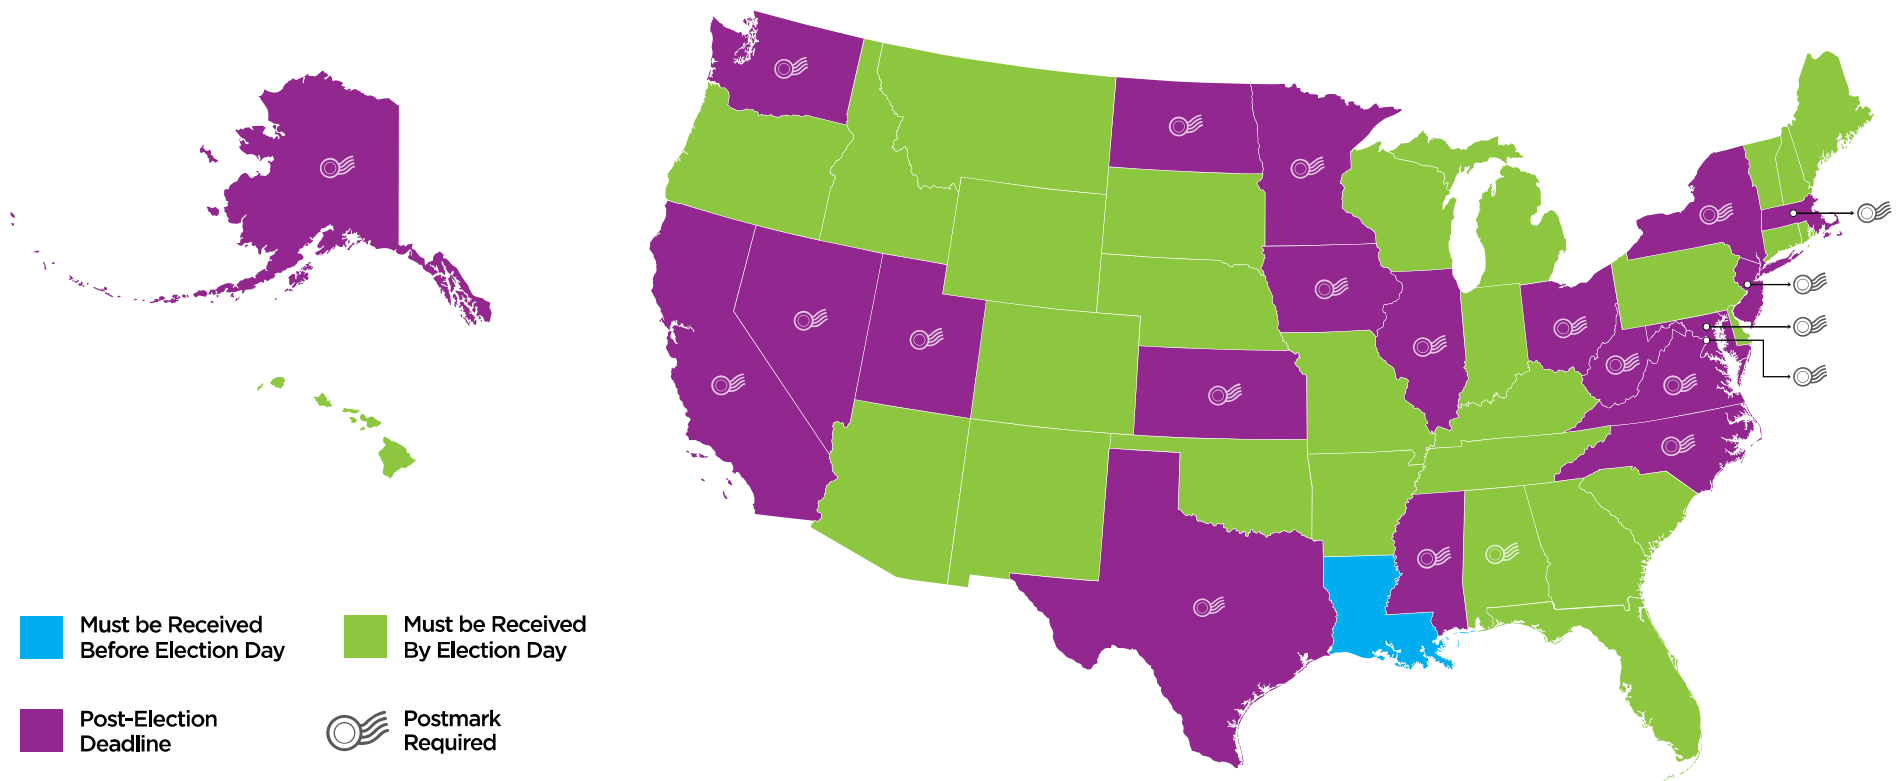 Must be Received
Before Election Day
Must be Received
By Election Day
Post-Election
Deadline
Postmark
Required